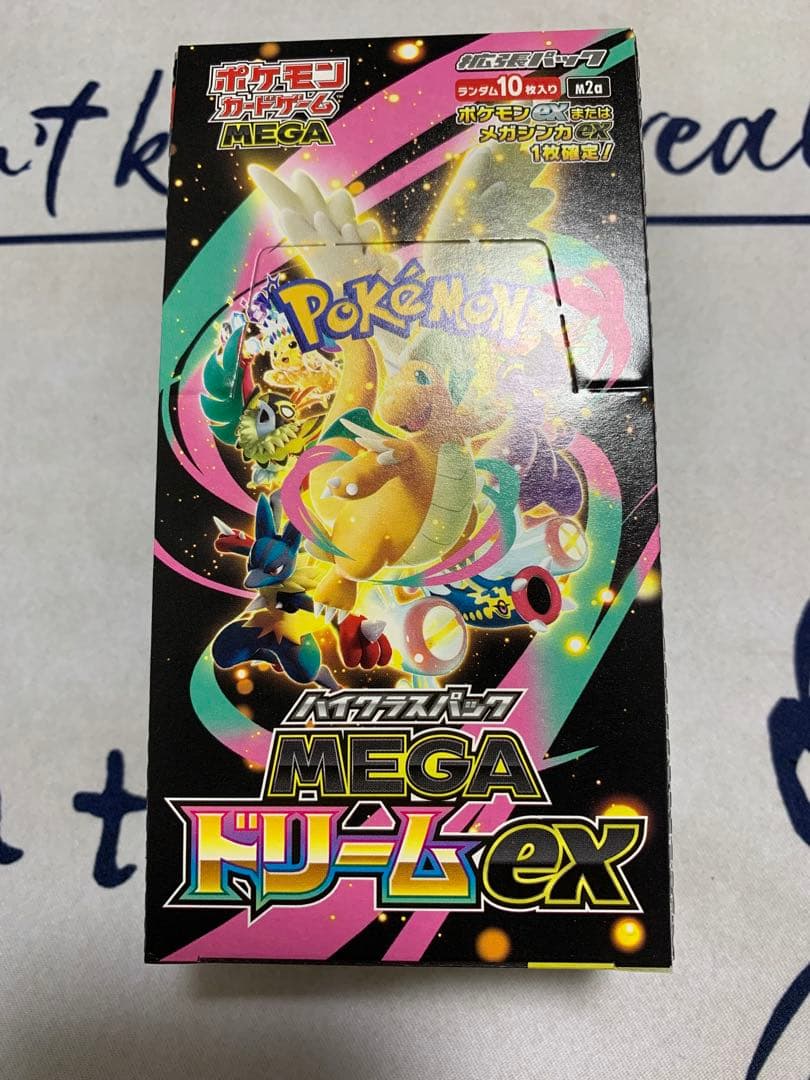 ポケモン
カードゲーム
MEGA
拡張パック
ランダム10枚入り
M2a
ポケモンexまたは
メガシンカex
1枚確定!
POKéMON
ハイクラスパック
MEGA
ドリームex